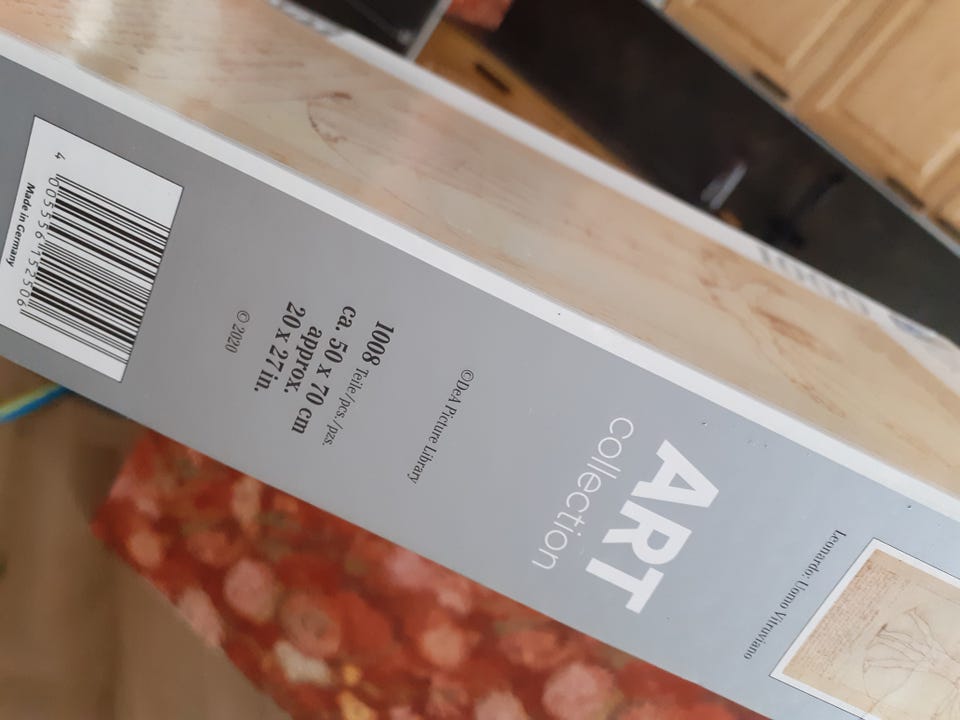 Leonardo: Uomo Vitruviano
ART
collection
©DeA Picture Library
1008 Teile/pcs./pzs.
ca. 50 x 70 cm
approx.
20 x 27 in.
© 2020
4 005556 152506
Made in Germany